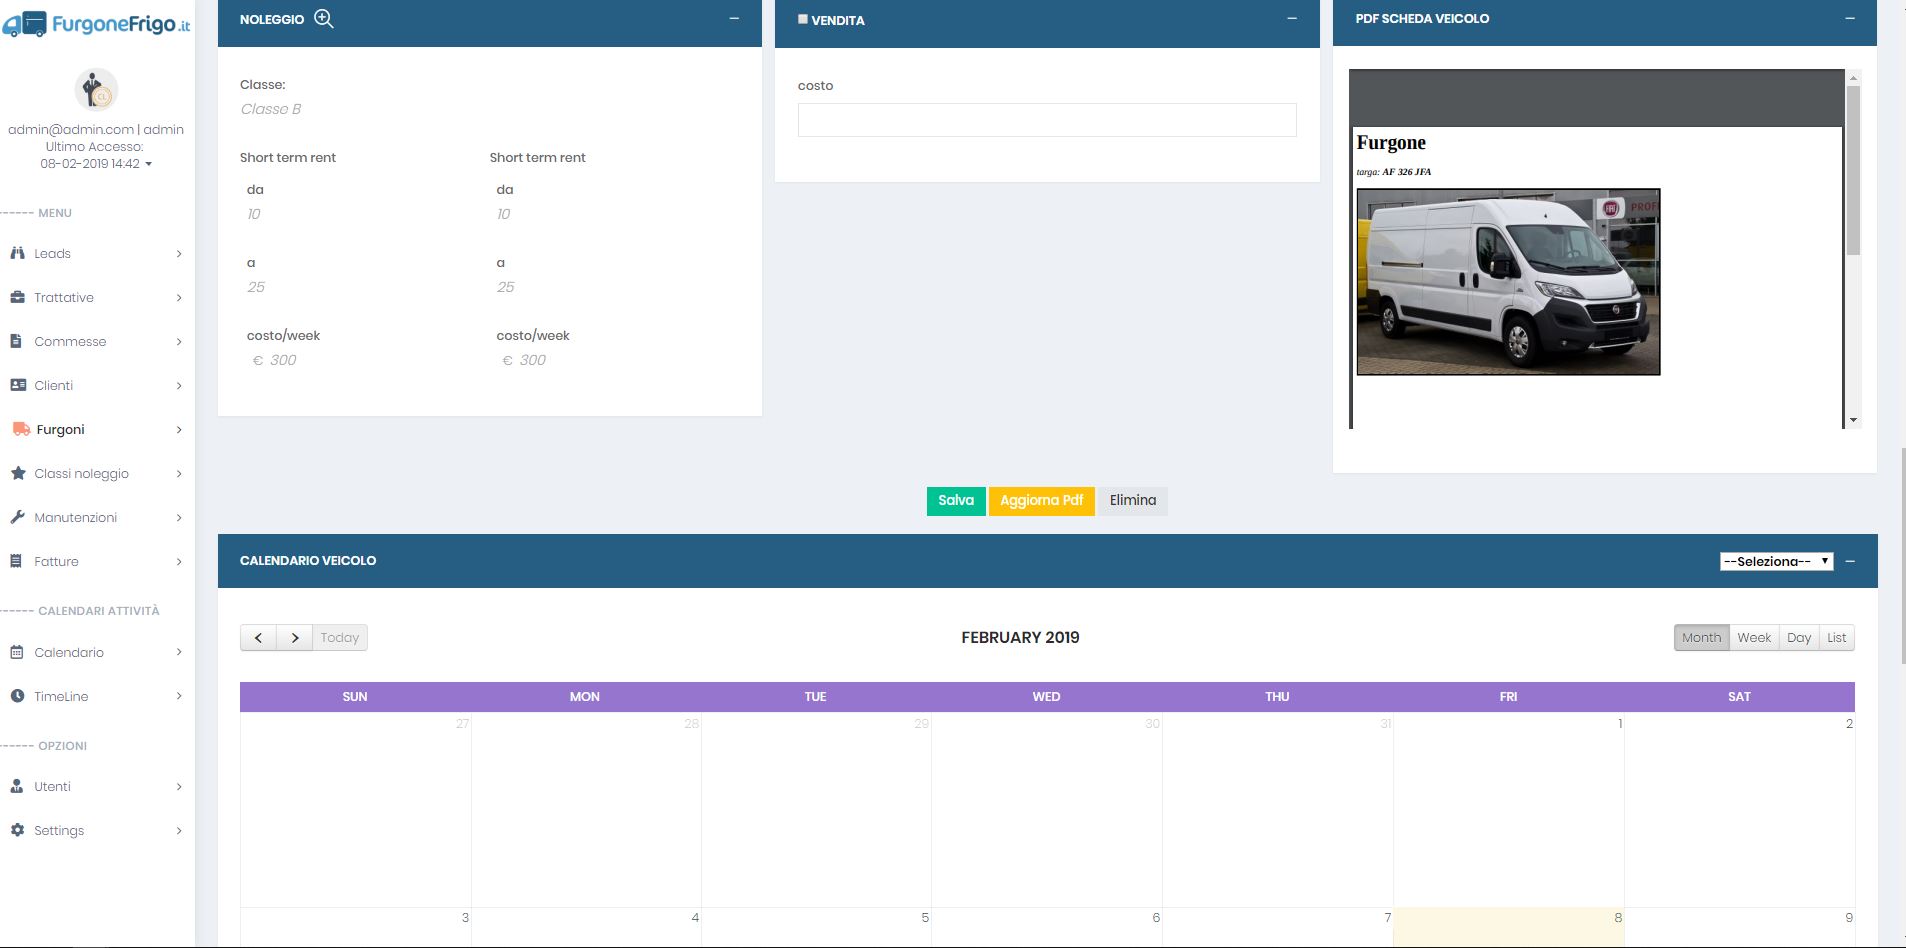 FurgoneFrigo.it
admin@admin.com | admin
Ultimo Accesso:
08-02-2019 14:42
------ MENU
Leads
Trattative
Commesse
Clienti
Furgoni
Classi noleggio
Manutenzioni
Fatture
------ CALENDARI ATTIVITÀ
Calendario
TimeLine
------ OPZIONI
Utenti
Settings
NOLEGGIO
Classe:
Classo B
Short term rent Short term rent
da da
10 10
a a
25 25
costo/week costo/week
€ 300 € 300
VENDITA
costo
PDF SCHEDA VEICOLO
Furgone
targa: AF 326 JFA
Salva Aggiorna Pdf Elimina
CALENDARIO VEICOLO --Seleziona--
Today FEBRUARY 2019 Month Week Day List
SUN MON TUE WED THU FRI SAT
27 28 29 30 31 1 2
3 4 5 6 7 8 9